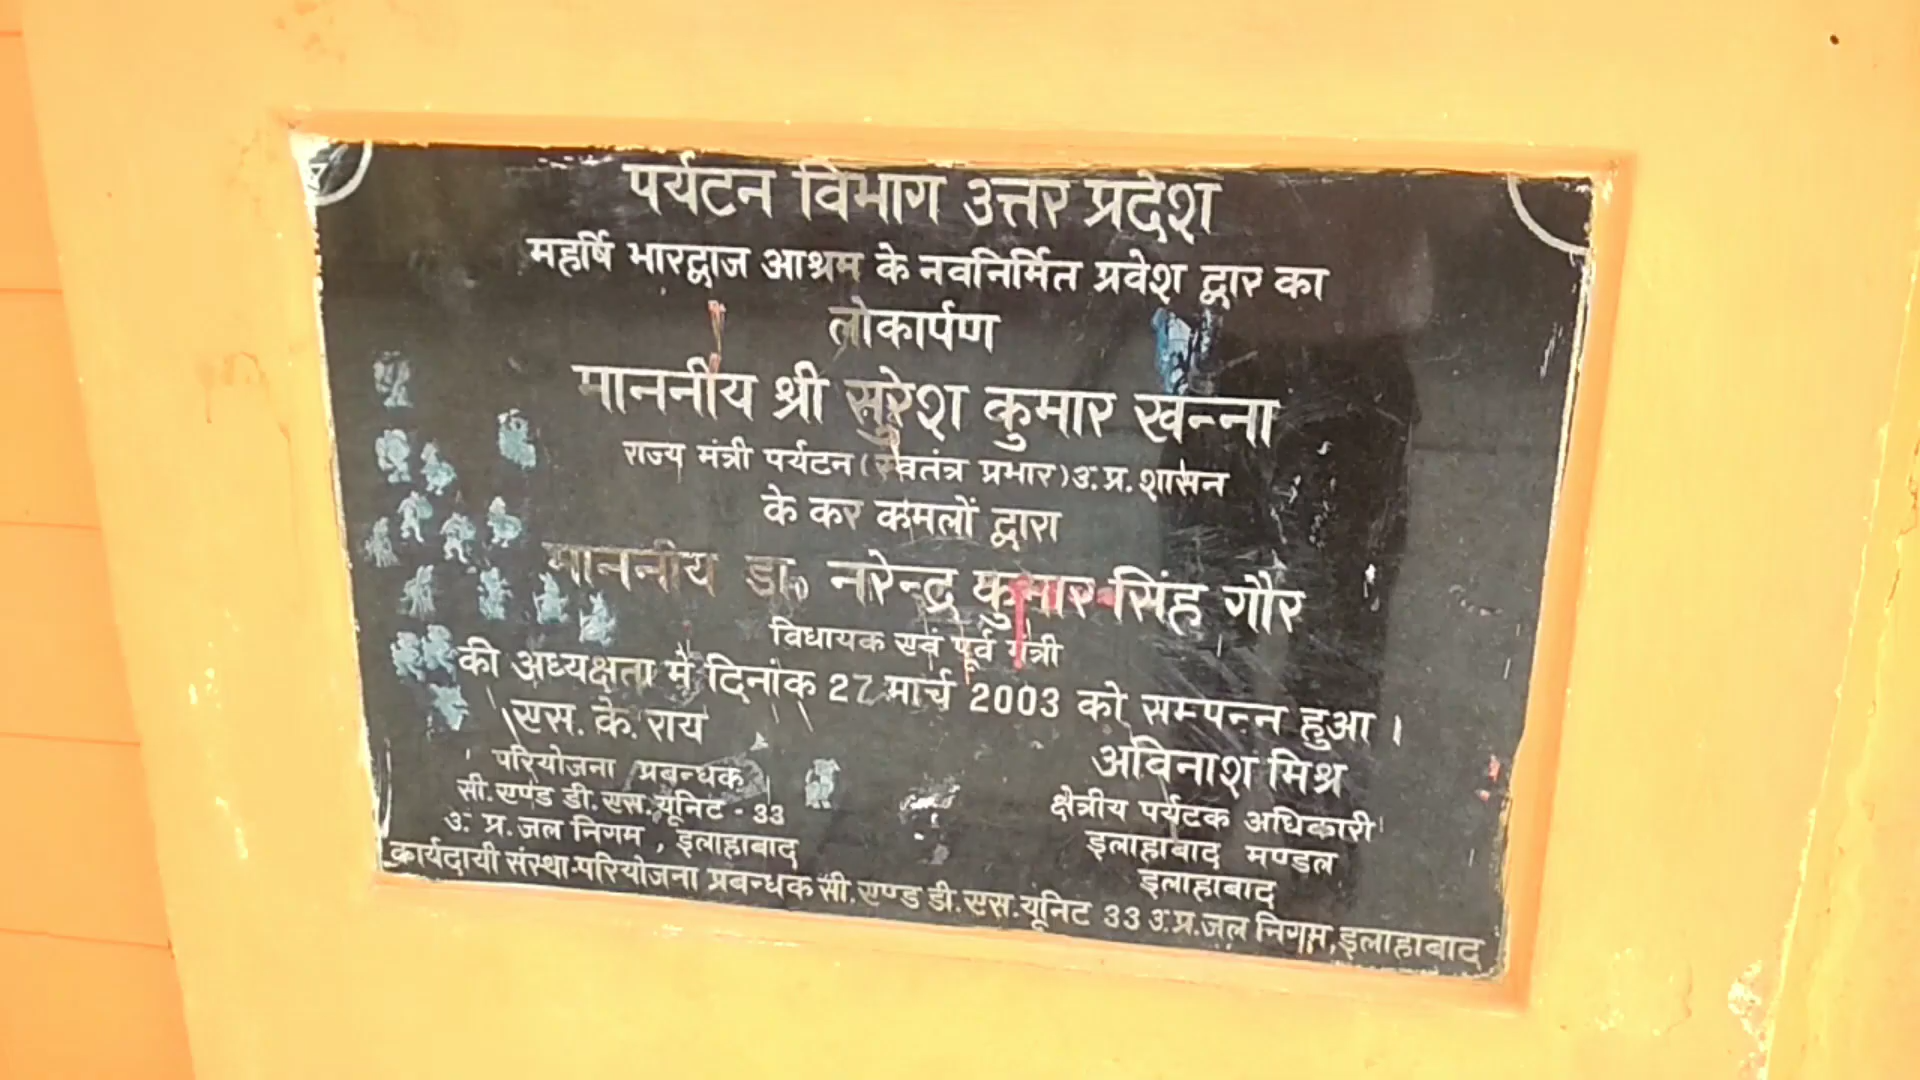 पर्यटन विभाग उत्तर प्रदेश
महर्षि भारद्वाज आश्रम के नवनिर्मित प्रवेश द्वार का
लोकार्पण
माननीय श्री सुरेश कुमार खन्ना
राज्य मंत्री पर्यटन (स्वतंत्र प्रभार) उ.प्र. शासन
के कर कमलों द्वारा
माननीय डा० नरेन्द्र कुमार सिंह गौर
विधायक एवं पूर्व मंत्री
की अध्यक्षता में दिनांक 27 मार्च 2003 को सम्पन्न हुआ ।
एस. के. राय
परियोजना प्रबन्धक
सी. एण्ड डी. एस. यूनिट - 33
उ. प्र. जल निगम , इलाहाबाद
अविनाश मिश्र
क्षेत्रीय पर्यटक अधिकारी
इलाहाबाद मण्डल
इलाहाबाद
कार्यदायी संस्था-परियोजना प्रबन्धक सी. एण्ड डी. एस. यूनिट 33 उ.प्र. जल निगम, इलाहाबाद